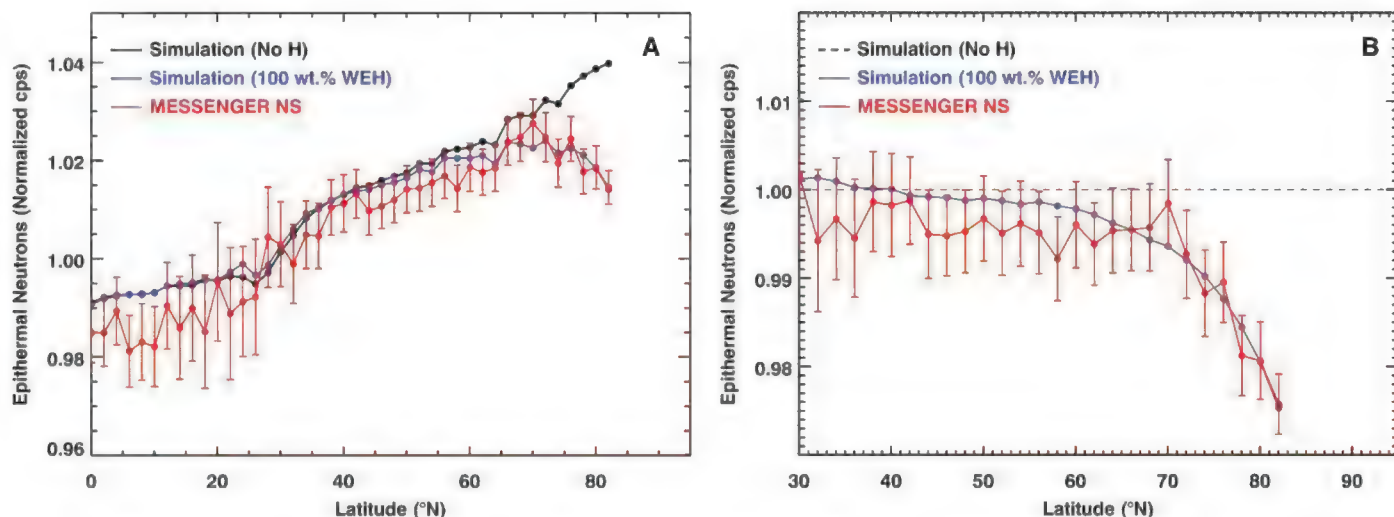 A
Simulation (No H)
Simulation (100 wt.% WEH)
MESSENGER NS
Epithermal Neutrons (Normalized cps)
1.04
1.02
1.00
0.98
0.96
0 20 40 60 80
Latitude (°N)
B
Simulation (No H)
Simulation (100 wt.% WEH)
MESSENGER NS
Epithermal Neutrons (Normalized cps)
1.01
1.00
0.99
0.98
30 40 50 60 70 80 90
Latitude (°N)